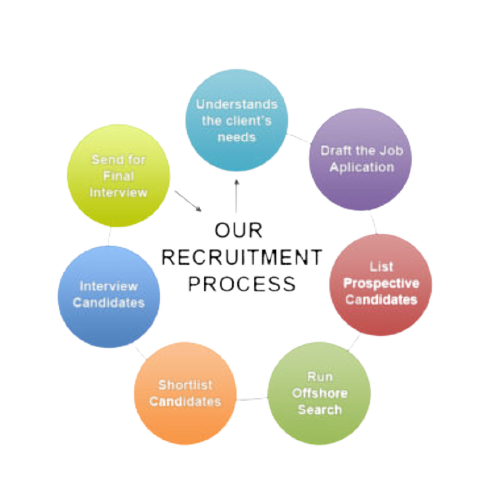 OUR
RECRUITMENT
PROCESS
Understands
the client's
needs
Draft the Job
Aplication
List
Prospective
Candidates
Run
Offshore
Search
Shortlist
Candidates
Interview
Candidates
Send for
Final
Interview